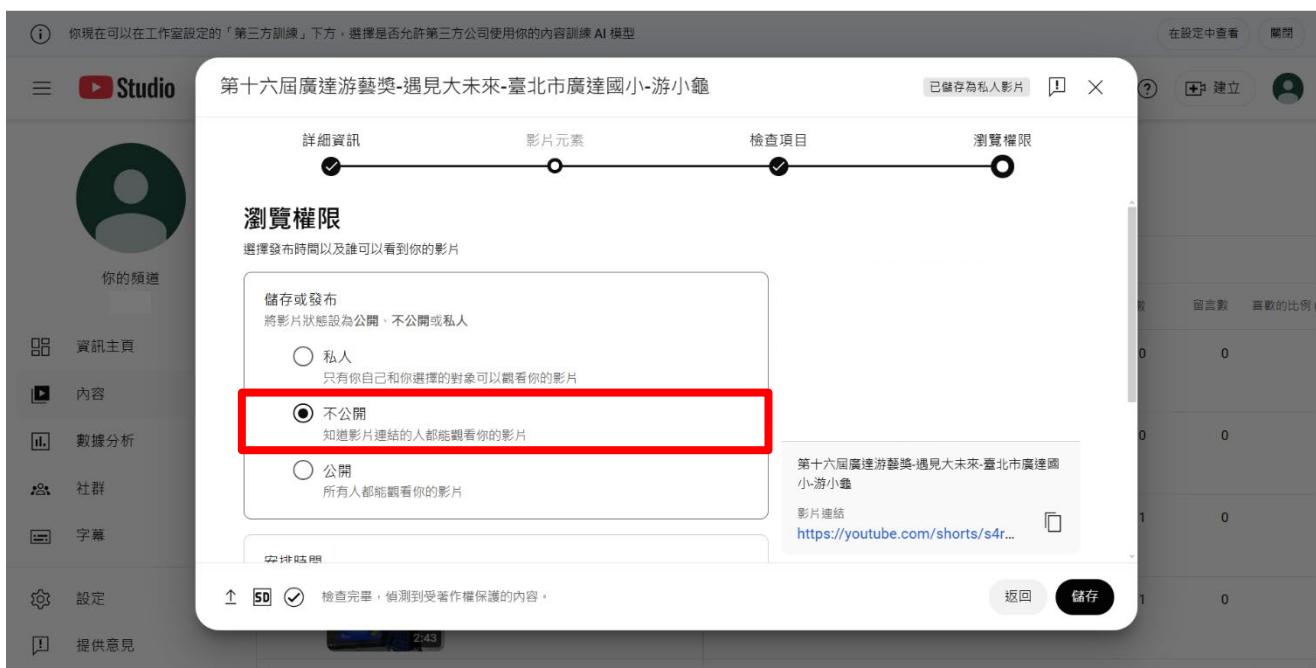 你現在可以在工作室設定的「第三方訓練」下方，選擇是否允許第三方公司使用你的內容訓練 AI 模型
在設定中查看
關閉
Studio
第十六屆廣達游藝獎-遇見大未來-臺北市廣達國小-游小龜
已儲存為私人影片
建立
詳細資訊
影片元素
檢查項目
瀏覽權限
瀏覽權限
選擇發布時間以及誰可以看到你的影片
你的頻道
儲存或發布
將影片狀態設為公開、不公開或私人
私人
只有你自己和你選擇的對象可以觀看你的影片
不公開
知道影片連結的人都能觀看你的影片
公開
所有人都能觀看你的影片
安排時間
第十六屆廣達游藝獎-遇見大未來-臺北市廣達國
小-游小龜
影片連結
https://youtube.com/shorts/s4r...
資訊主頁
內容
數據分析
社群
字幕
設定
提供意見
留言數
喜歡的比例
0
0
0
0
1
0
1
0
SD
檢查完畢，偵測到受著作權保護的內容。
返回
儲存
2:43